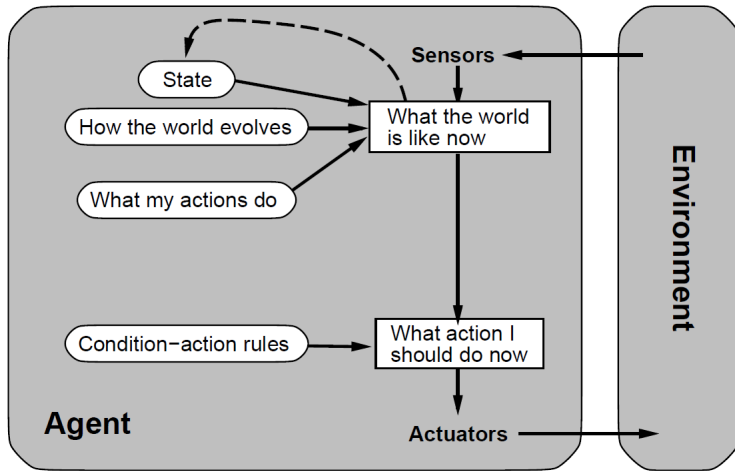 Sensors
State
What the world
is like now
How the world evolves
What my actions do
Environment
What action I
should do now
Condition−action rules
Agent
Actuators